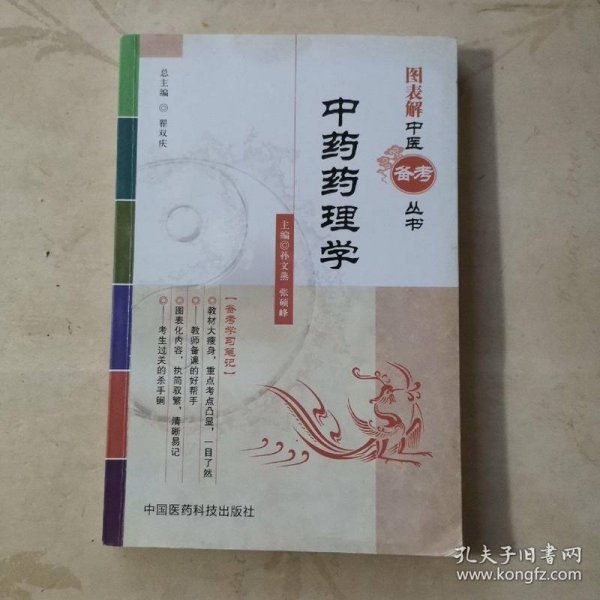 图表解中医备考丛书
中药药理学
总主编◎翟双庆
主编◎孙文燕 张硕峰
【备考学习笔记】
◎教材大瘦身，重点考点凸显，一目了然
◎——教师备课的好帮手
◎图表化内容，执简驭繁，清晰易记
◎——考生过关的杀手锏
中国医药科技出版社
孔夫子旧书网
www.kongfz.com